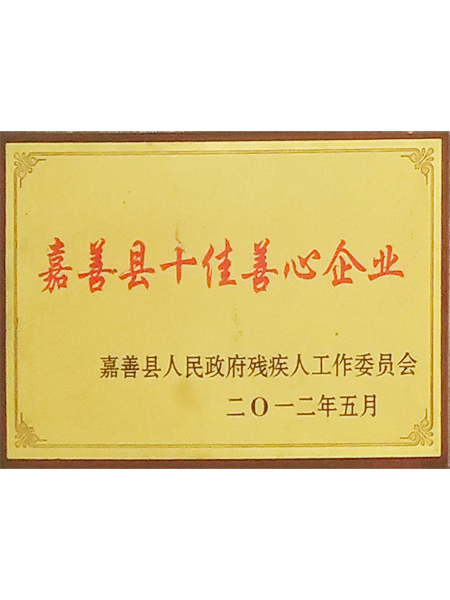 嘉善县十佳善心企业
嘉善县人民政府残疾人工作委员会
二〇一二年五月